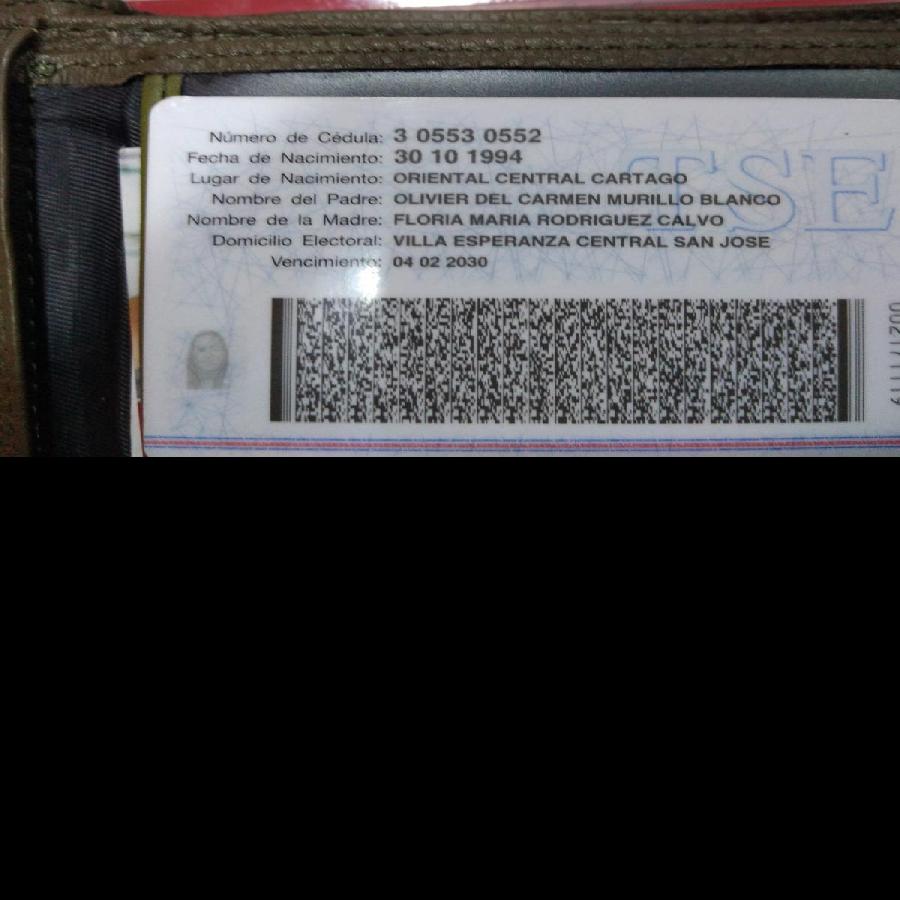 Número de Cédula: 3 0553 0552
Fecha de Nacimiento: 30 10 1994
Lugar de Nacimiento: ORIENTAL CENTRAL CARTAGO
Nombre del Padre: OLIVIER DEL CARMEN MURILLO BLANCO
Nombre de la Madre: FLORIA MARIA RODRIGUEZ CALVO
Domicilio Electoral: VILLA ESPERANZA CENTRAL SAN JOSE
Vencimiento: 04 02 2030
TSE